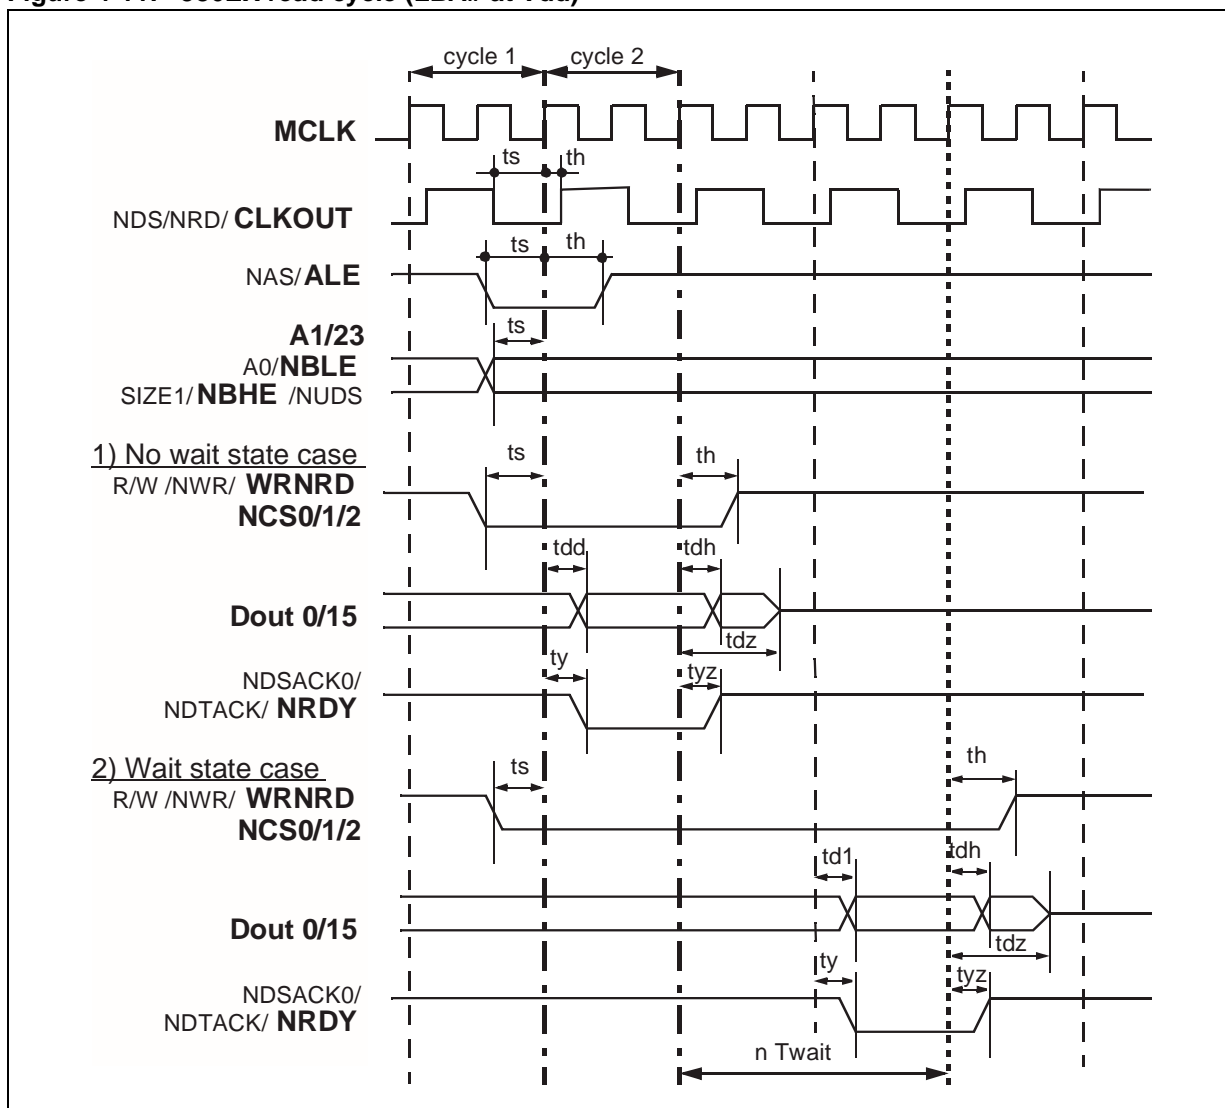 cycle 1 cycle 2
MCLK
ts th
NDS/NRD/ CLKOUT
ts th
NAS/ALE
A1/23
ts
A0/NBLE
SIZE1/NBHE /NUDS
1) No wait state case
ts th
R/W /NWR/ WRNRD
NCS0/1/2
tdd tdh
Dout 0/15
tdz
ty tyz
NDSACK0/
NDTACK/ NRDY
2) Wait state case
ts th
R/W /NWR/ WRNRD
NCS0/1/2
td1 tdh
Dout 0/15
tdz
ty tyz
NDSACK0/
NDTACK/ NRDY
n Twait